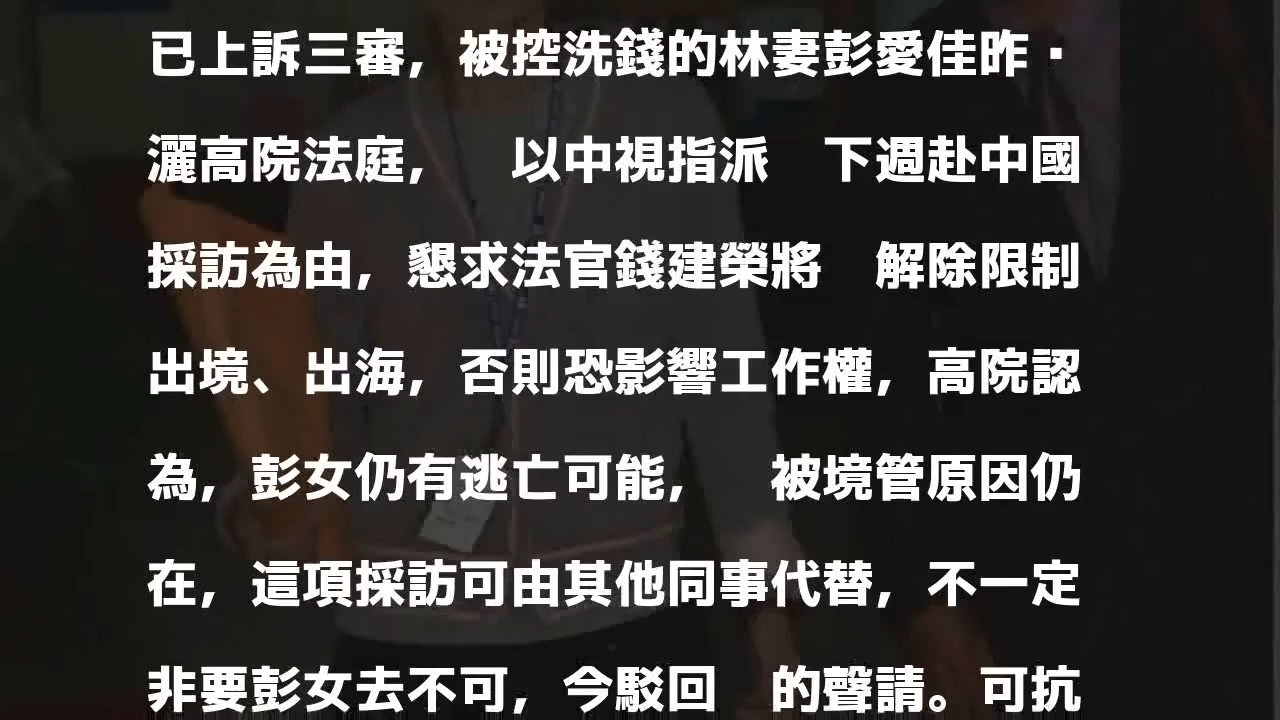 已上訴三審，被控洗錢的林妻彭愛佳昨·
灑高院法庭，　以中視指派　下週赴中國
採訪為由，懇求法官錢建榮將　解除限制
出境、出海，否則恐影響工作權，高院認
為，彭女仍有逃亡可能，　被境管原因仍
在，這項採訪可由其他同事代替，不一定
非要彭女去不可，今駁回　的聲請。可抗